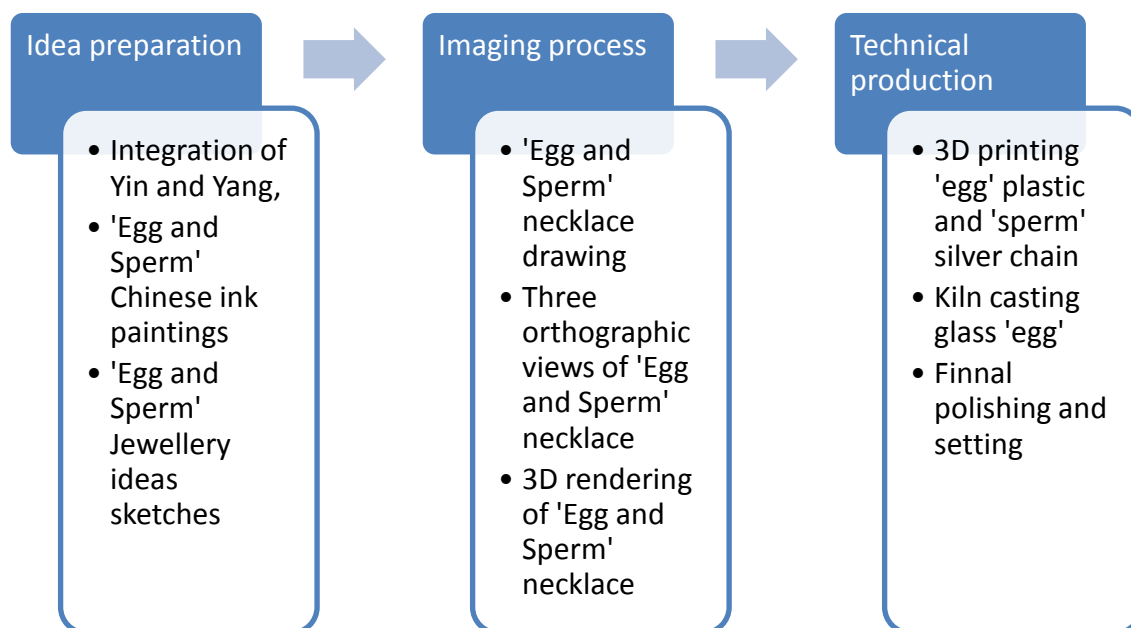 Idea preparation
• Integration of
Yin and Yang,
• 'Egg and
Sperm'
Chinese ink
paintings
• 'Egg and
Sperm'
Jewellery
ideas
sketches
Imaging process
• 'Egg and
Sperm'
necklace
drawing
• Three
orthographic
views of 'Egg
and Sperm'
necklace
• 3D rendering
of 'Egg and
Sperm'
necklace
Technical
production
• 3D printing
'egg' plastic
and 'sperm'
silver chain
• Kiln casting
glass 'egg'
• Finnal
polishing and
setting